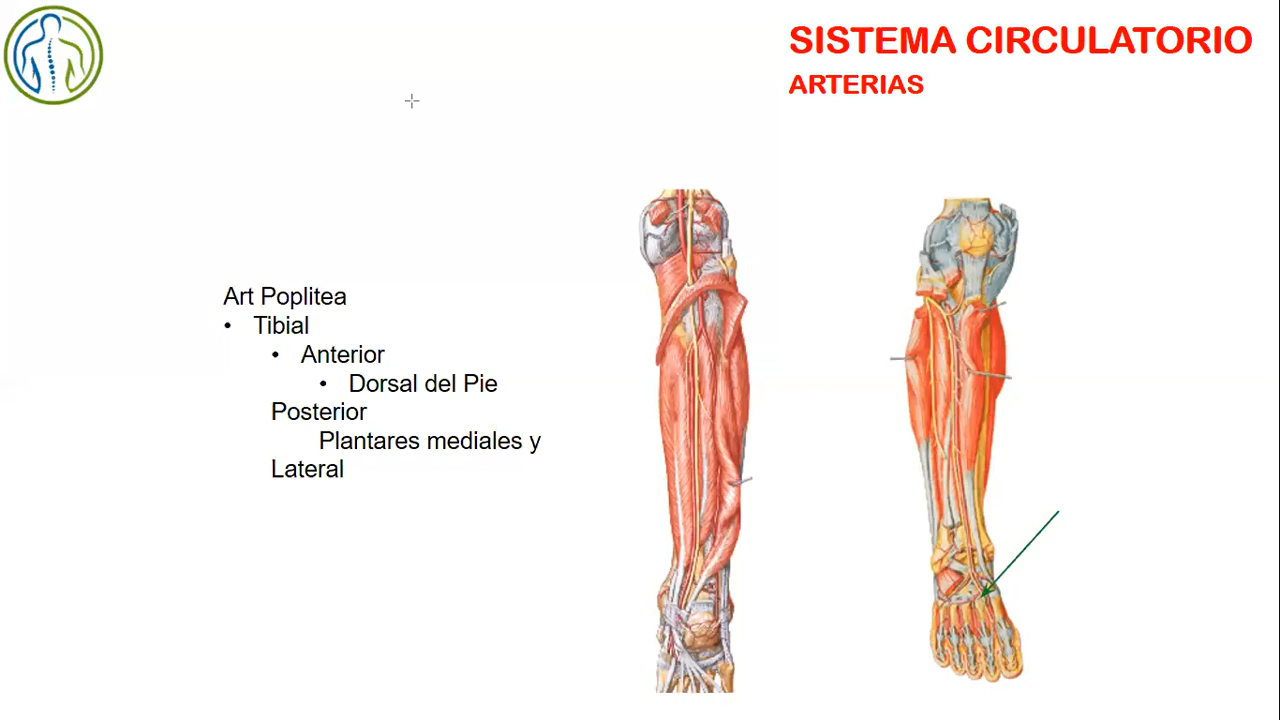 SISTEMA CIRCULATORIO
ARTERIAS
Art Poplitea
• Tibial
• Anterior
• Dorsal del Pie
Posterior
Plantares mediales y
Lateral